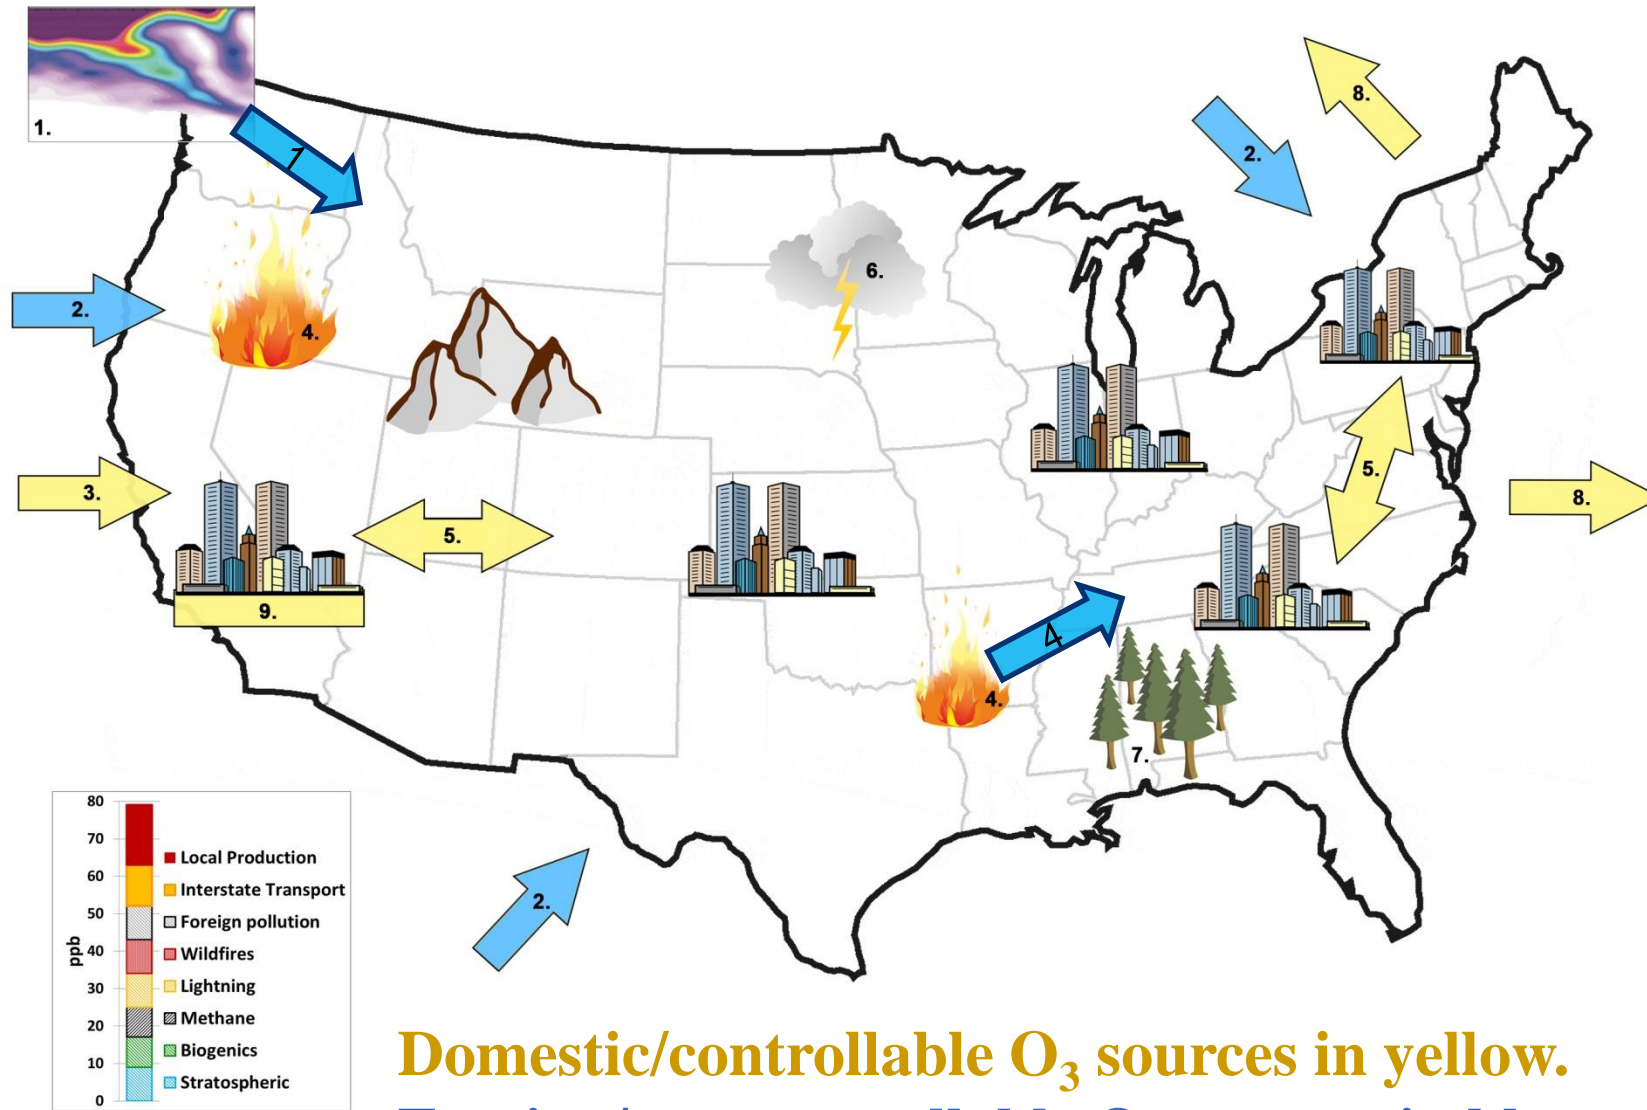 1.
1
8.
2.
6.
4.
2.
5.
3.
8.
5.
9.
4
4.
7.
2.
80
70
60
50
40
30
20
10
0
ppb
Local Production
Interstate Transport
Foreign pollution
Wildfires
Lightning
Methane
Biogenics
Stratospheric
Domestic/controllable O3 sources in yellow.